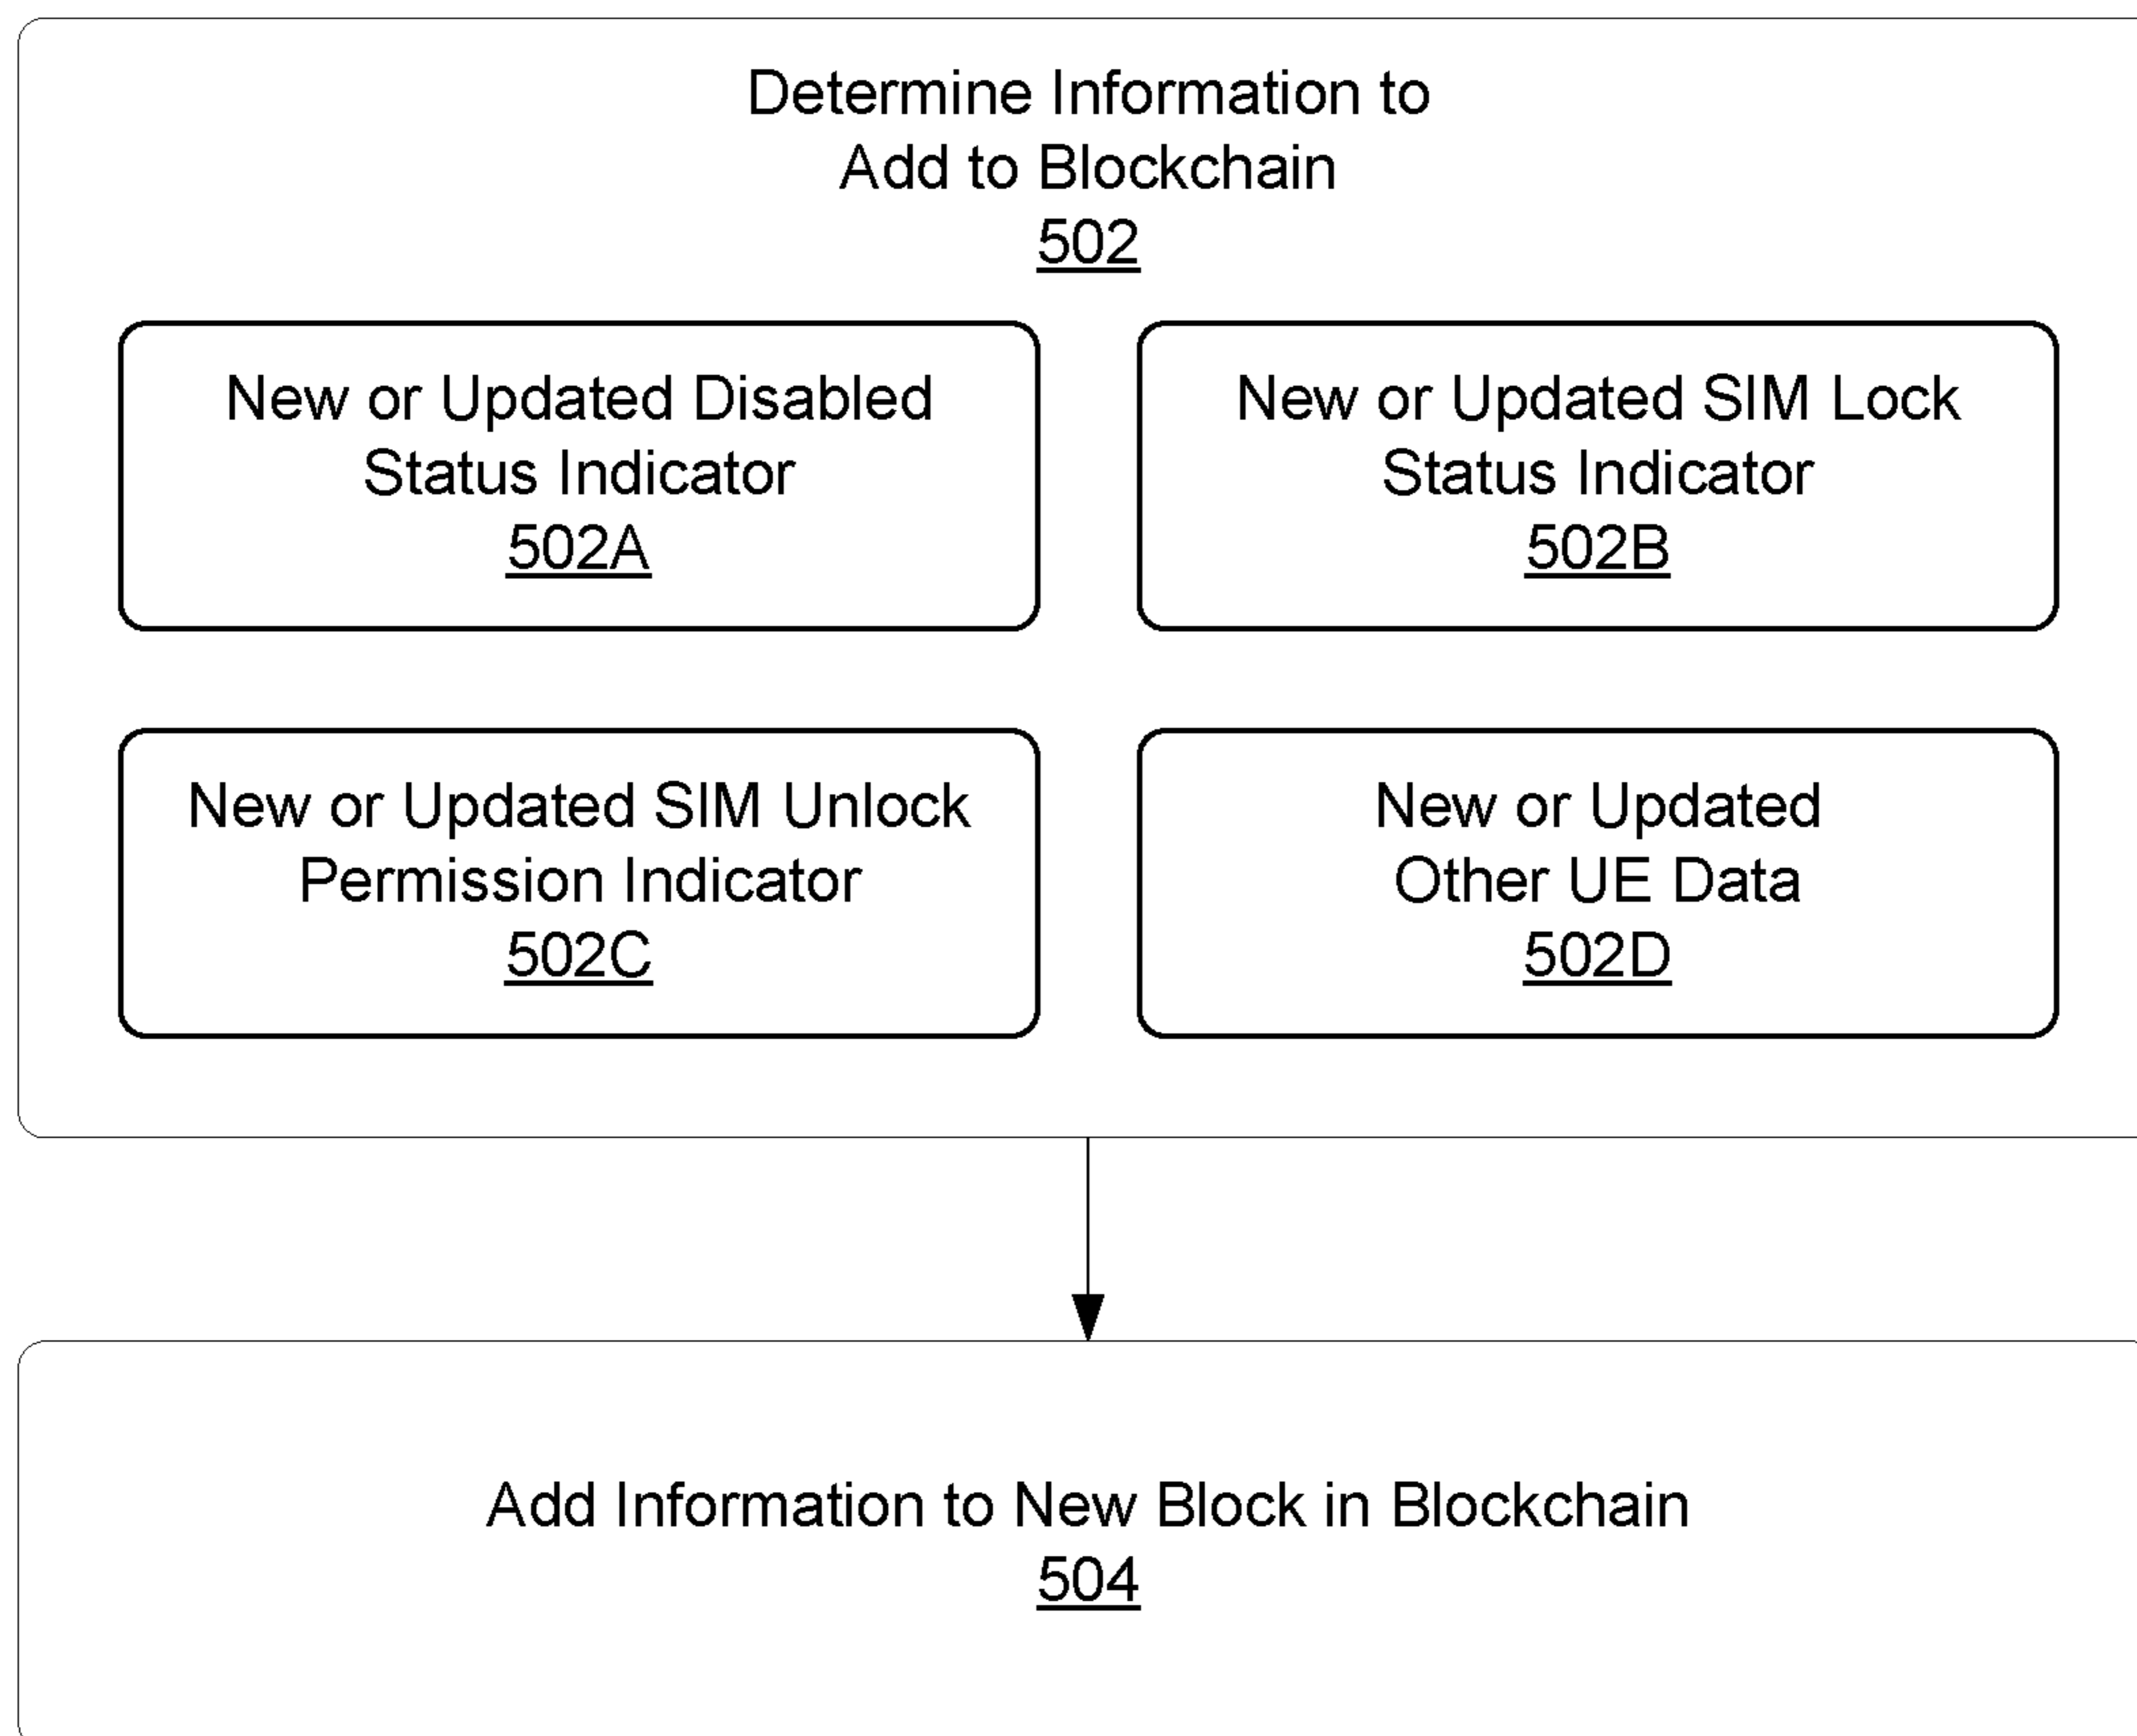 Determine Information to
Add to Blockchain
502
New or Updated Disabled
Status Indicator
502A
New or Updated SIM Lock
Status Indicator
502B
New or Updated SIM Unlock
Permission Indicator
502C
New or Updated
Other UE Data
502D
Add Information to New Block in Blockchain
504